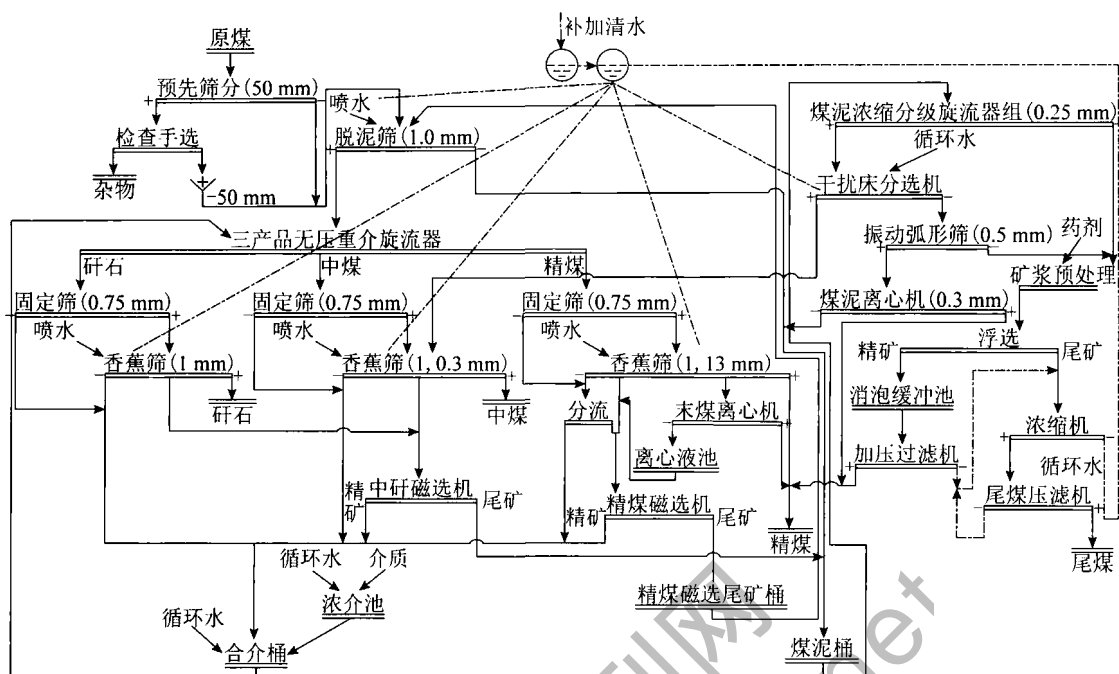 补加清水
原煤
预先筛分(50 mm)
喷水
煤泥浓缩分级旋流器组(0.25 mm)
检查手选
脱泥筛(1.0 mm)
循环水
杂物
-50 mm
干扰床分选机
三产品无压重介旋流器
振动弧形筛(0.5 mm)
药剂
矸石
中煤
精煤
矿浆预处理
固定筛(0.75 mm)
固定筛(0.75 mm)
固定筛(0.75 mm)
煤泥离心机(0.3 mm)
喷水
喷水
喷水
浮选
精矿
尾矿
香蕉筛(1 mm)
香蕉筛(1, 0.3 mm)
香蕉筛(1, 13 mm)
矸石
中煤
分流
末煤离心机
消泡缓冲池
浓缩机
离心液池
加压过滤机
循环水
精矿
中矸磁选机
尾矿
精矿
精煤磁选机
尾矿
尾煤压滤机
精煤
尾煤
循环水
介质
浓介池
精煤磁选尾矿桶
循环水
合介桶
煤泥桶
刊网
net